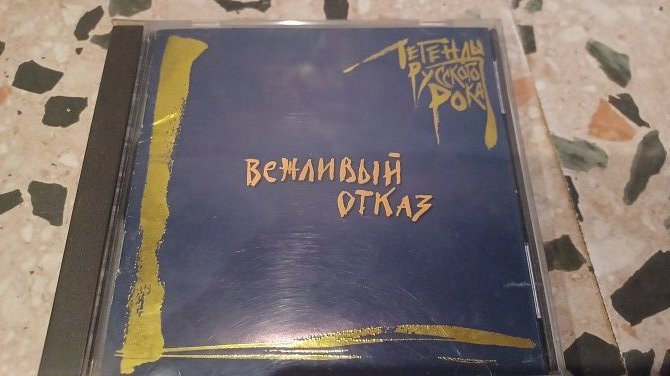 Легенды
русского
рока
Вежливый
отказ